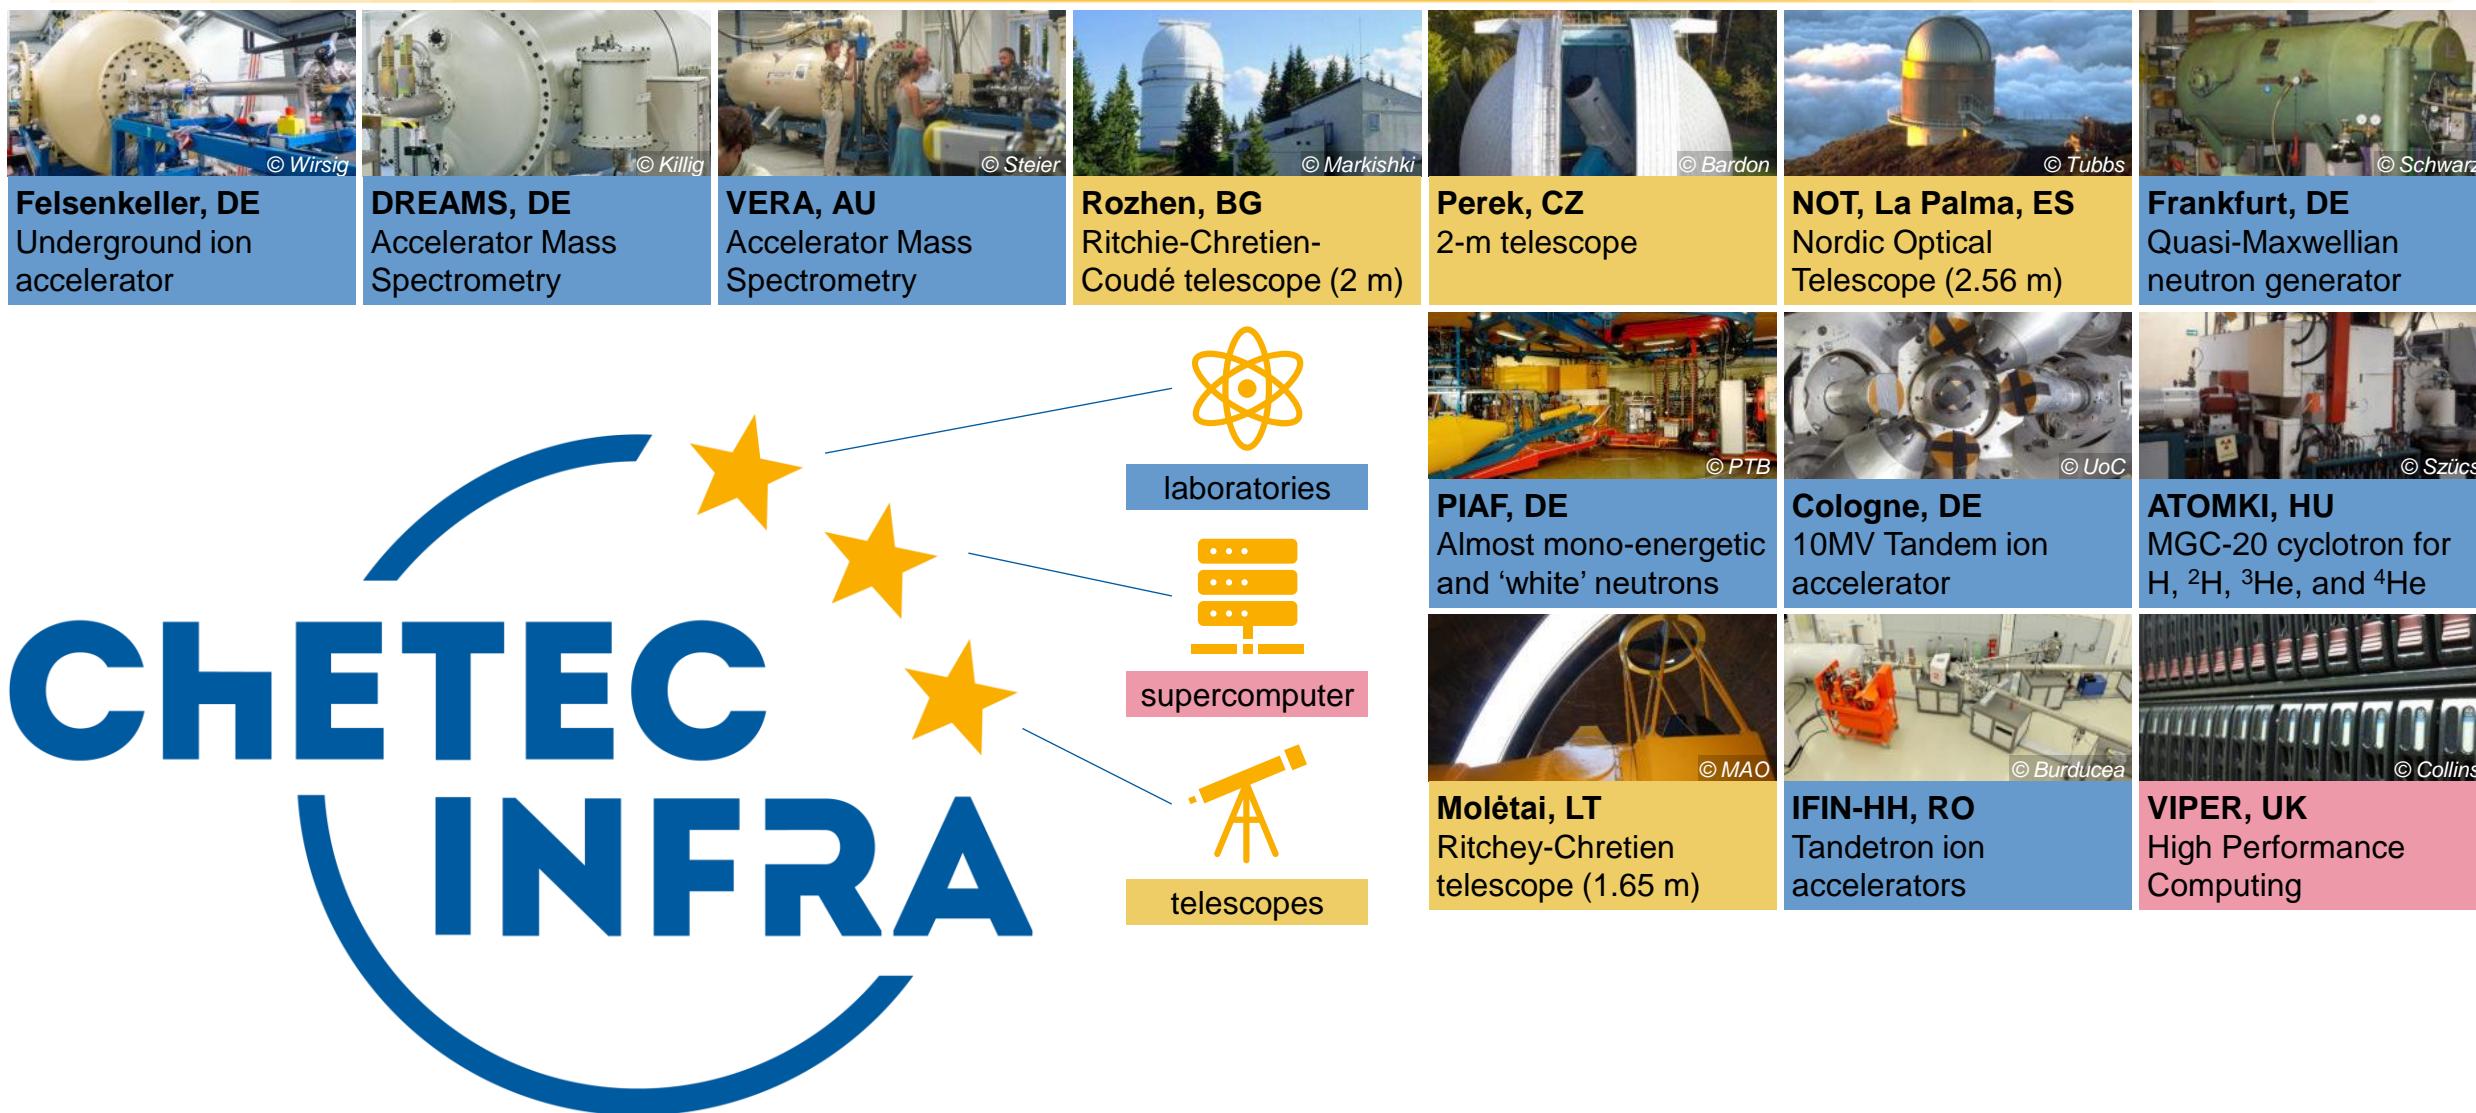 © Wirsig
Felsenkeller, DE
Underground ion
accelerator
© Killig
DREAMS, DE
Accelerator Mass
Spectrometry
© Steier
VERA, AU
Accelerator Mass
Spectrometry
© Markishki
Rozhen, BG
Ritchie-Chretien-
Coudé telescope (2 m)
© Bardon
Perek, CZ
2-m telescope
© Tubbs
NOT, La Palma, ES
Nordic Optical
Telescope (2.56 m)
© Schwarz
Frankfurt, DE
Quasi-Maxwellian
neutron generator
CHETEC
INFRA
laboratories
supercomputer
telescopes
© PTB
PIAF, DE
Almost mono-energetic
and ‘white’ neutrons
© UoC
Cologne, DE
10MV Tandem ion
accelerator
© Szücs
ATOMKI, HU
MGC-20 cyclotron for
H, ²H, ³He, and ⁴He
© MAO
Molėtai, LT
Ritchey-Chretien
telescope (1.65 m)
© Burducea
IFIN-HH, RO
Tandetron ion
accelerators
© Collins
VIPER, UK
High Performance
Computing